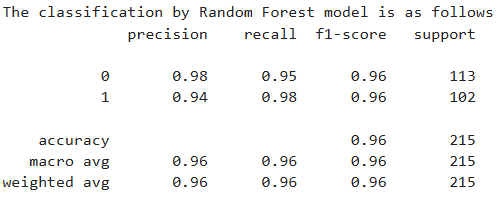 The classification by Random Forest model is as follows
precision recall f1-score support
0 0.98 0.95 0.96 113
1 0.94 0.98 0.96 102
accuracy 0.96 215
macro avg 0.96 0.96 0.96 215
weighted avg 0.96 0.96 0.96 215